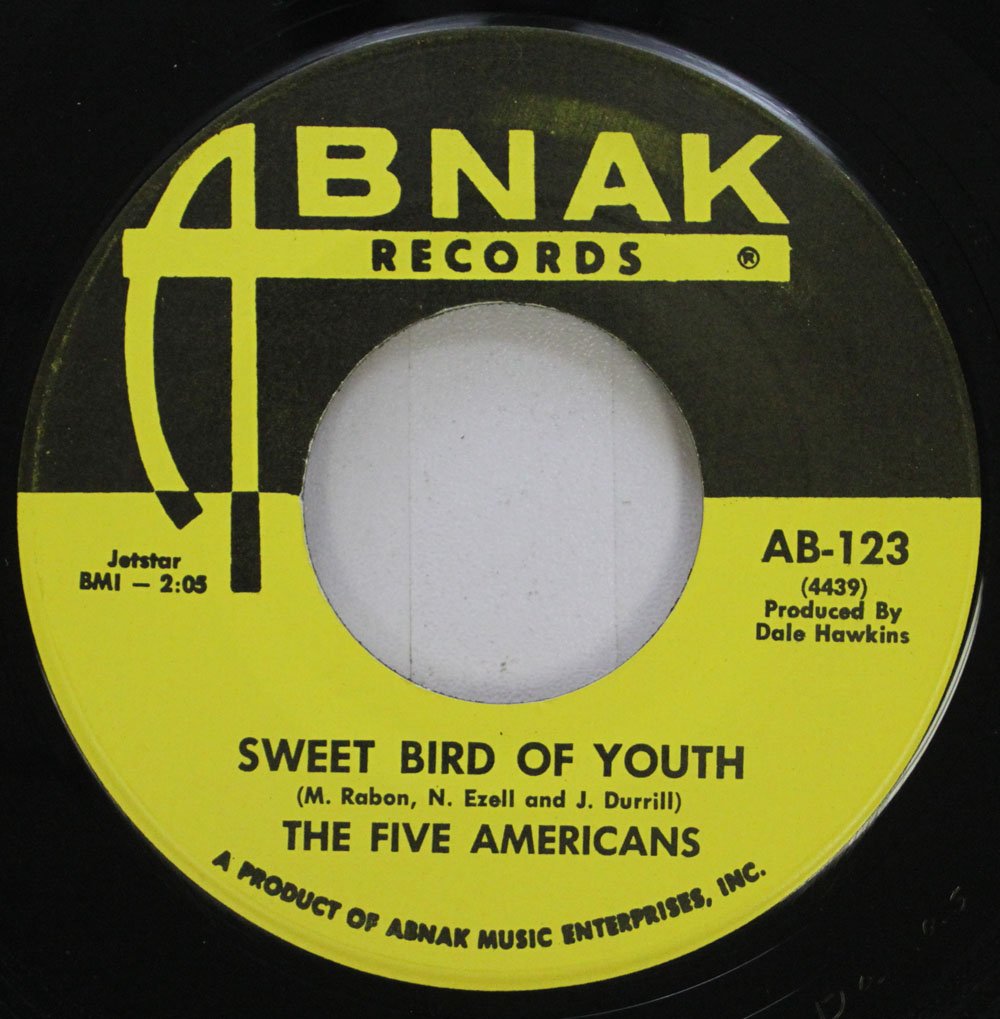 ABNAK
RECORDS ®
Jetstar
BMI — 2:05
AB-123
(4439)
Produced By
Dale Hawkins
SWEET BIRD OF YOUTH
(M. Rabon, N. Ezell and J. Durrill)
THE FIVE AMERICANS
A PRODUCT OF ABNAK MUSIC ENTERPRISES, INC.